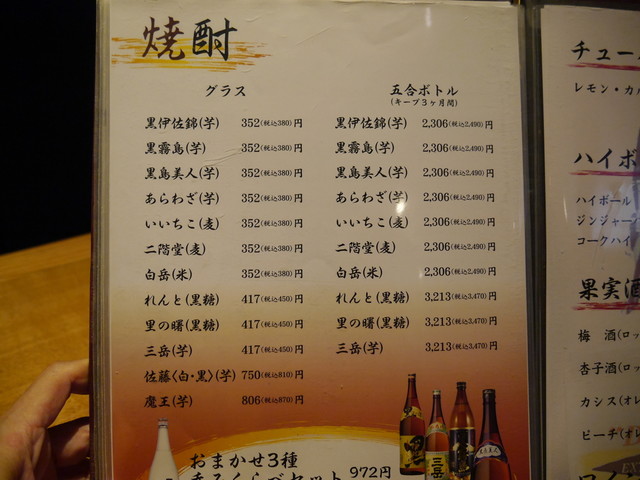 焼酎
グラス
黒伊佐錦(芋) 352(税込380)円
黒霧島(芋) 352(税込380)円
黒島美人(芋) 352(税込380)円
あらわざ(芋) 352(税込380)円
いいちこ(麦) 352(税込380)円
二階堂(麦) 352(税込380)円
白岳(米) 352(税込380)円
れんと(黒糖) 417(税込450)円
里の曙(黒糖) 417(税込450)円
三岳(芋) 417(税込450)円
佐藤〈白・黒〉(芋) 750(税込810)円
魔王(芋) 806(税込870)円
五合ボトル
(キープ3ヶ月間)
黒伊佐錦(芋) 2,306(税込2,490)円
黒霧島(芋) 2,306(税込2,490)円
黒島美人(芋) 2,306(税込2,490)円
あらわざ(芋) 2,306(税込2,490)円
いいちこ(麦) 2,306(税込2,490)円
二階堂(麦) 2,306(税込2,490)円
白岳(米) 2,306(税込2,490)円
れんと(黒糖) 3,213(税込3,470)円
里の曙(黒糖) 3,213(税込3,470)円
三岳(芋) 3,213(税込3,470)円
おまかせ3種
972円
黒
三岳
チュー
レモン・カル
ハイボ
ハイボール
ジンジャー
コークハイ
果実酒
梅酒(ロッ
杏子酒(ロッ
カシス(オレ
ピーチ(オレ